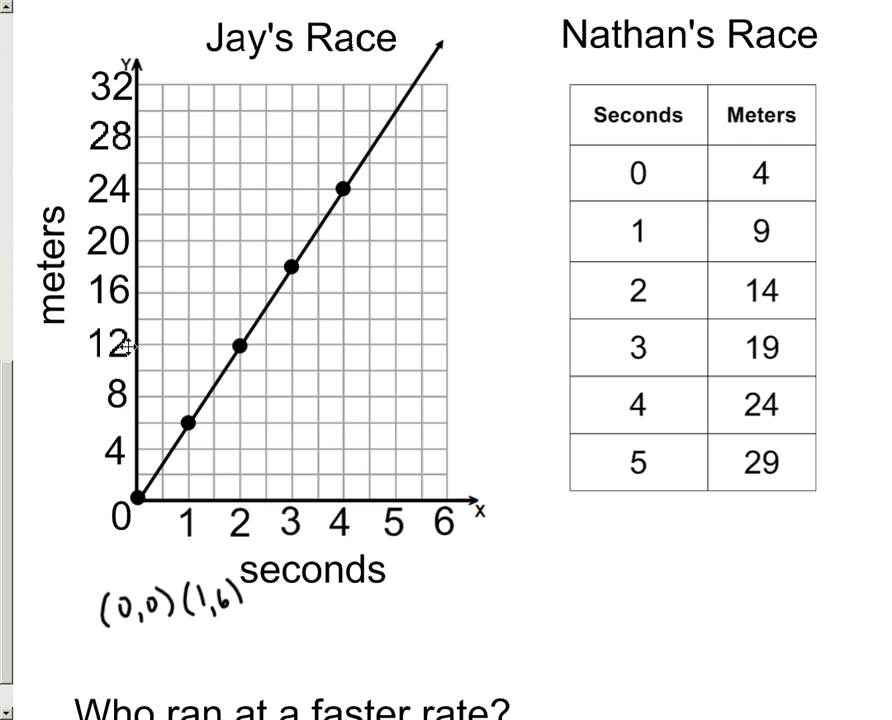 Jay's Race
Nathan's Race
Y
32
28
24
20
16
12
8
4
0
meters
1 2 3 4 5 6
x
seconds
(0,0) (1,6)
Seconds Meters
0 4
1 9
2 14
3 19
4 24
5 29
Who ran at a faster rate?